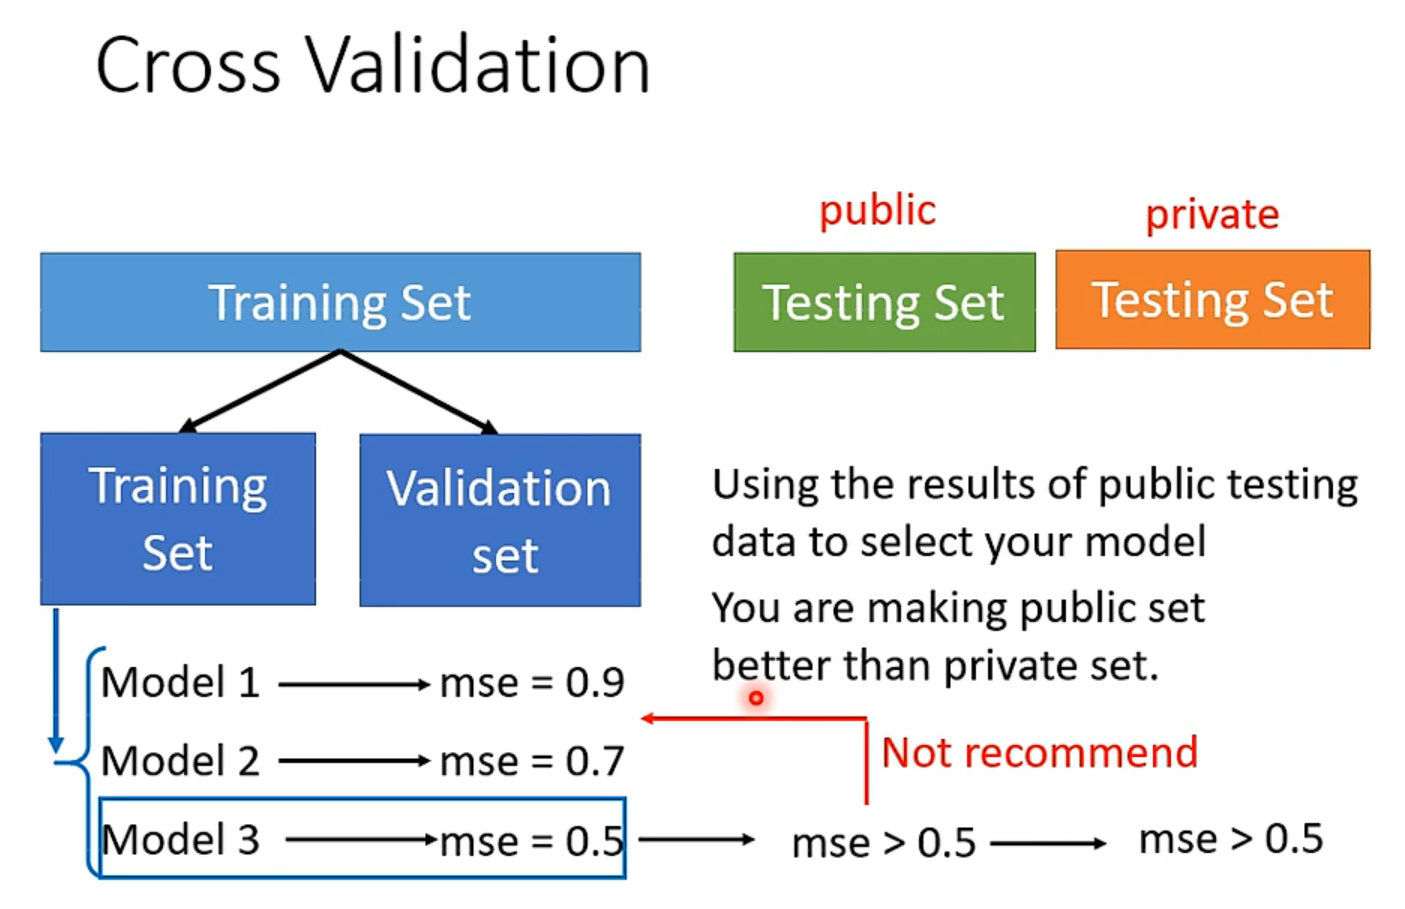 Cross Validation
public
private
Training Set
Testing Set
Testing Set
Training
Set
Validation
set
Using the results of public testing
data to select your model
You are making public set
better than private set.
Model 1
mse = 0.9
Model 2
mse = 0.7
Not recommend
Model 3
mse = 0.5
mse > 0.5
mse > 0.5